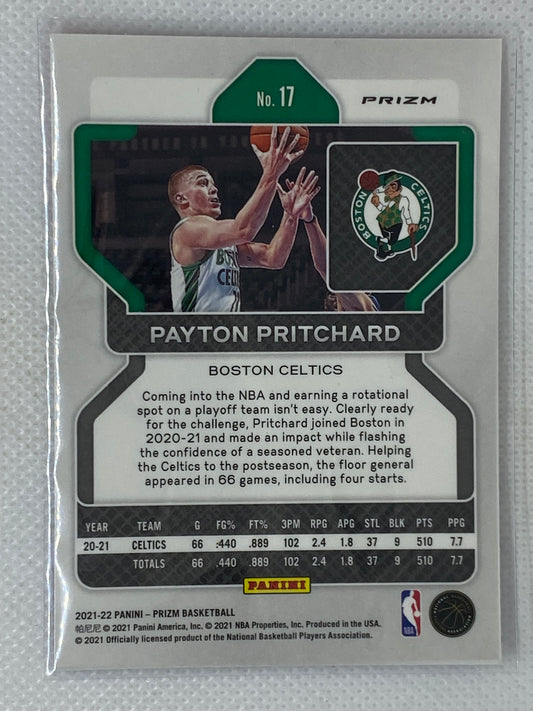 No. 17
PRIZM
BOSTON CELTICS
PAYTON PRITCHARD
BOSTON CELTICS
Coming into the NBA and earning a rotational
spot on a playoff team isn't easy. Clearly ready
for the challenge, Pritchard joined Boston in
2020-21 and made an impact while flashing
the confidence of a seasoned veteran. Helping
the Celtics to the postseason, the floor general
appeared in 66 games, including four starts.
YEAR TEAM G FG% FT% 3PM RPG APG STL BLK PTS PPG
20-21 CELTICS 66 .440 .889 102 2.4 1.8 37 9 510 7.7
TOTALS 66 .440 .889 102 2.4 1.8 37 9 510 7.7
PANINI
2021-22 PANINI – PRIZM BASKETBALL
帕尼尼 © 2021 Panini America, Inc. © 2021 NBA Properties, Inc. Produced in the USA.
© 2021 Officially licensed product of the National Basketball Players Association.
NBA